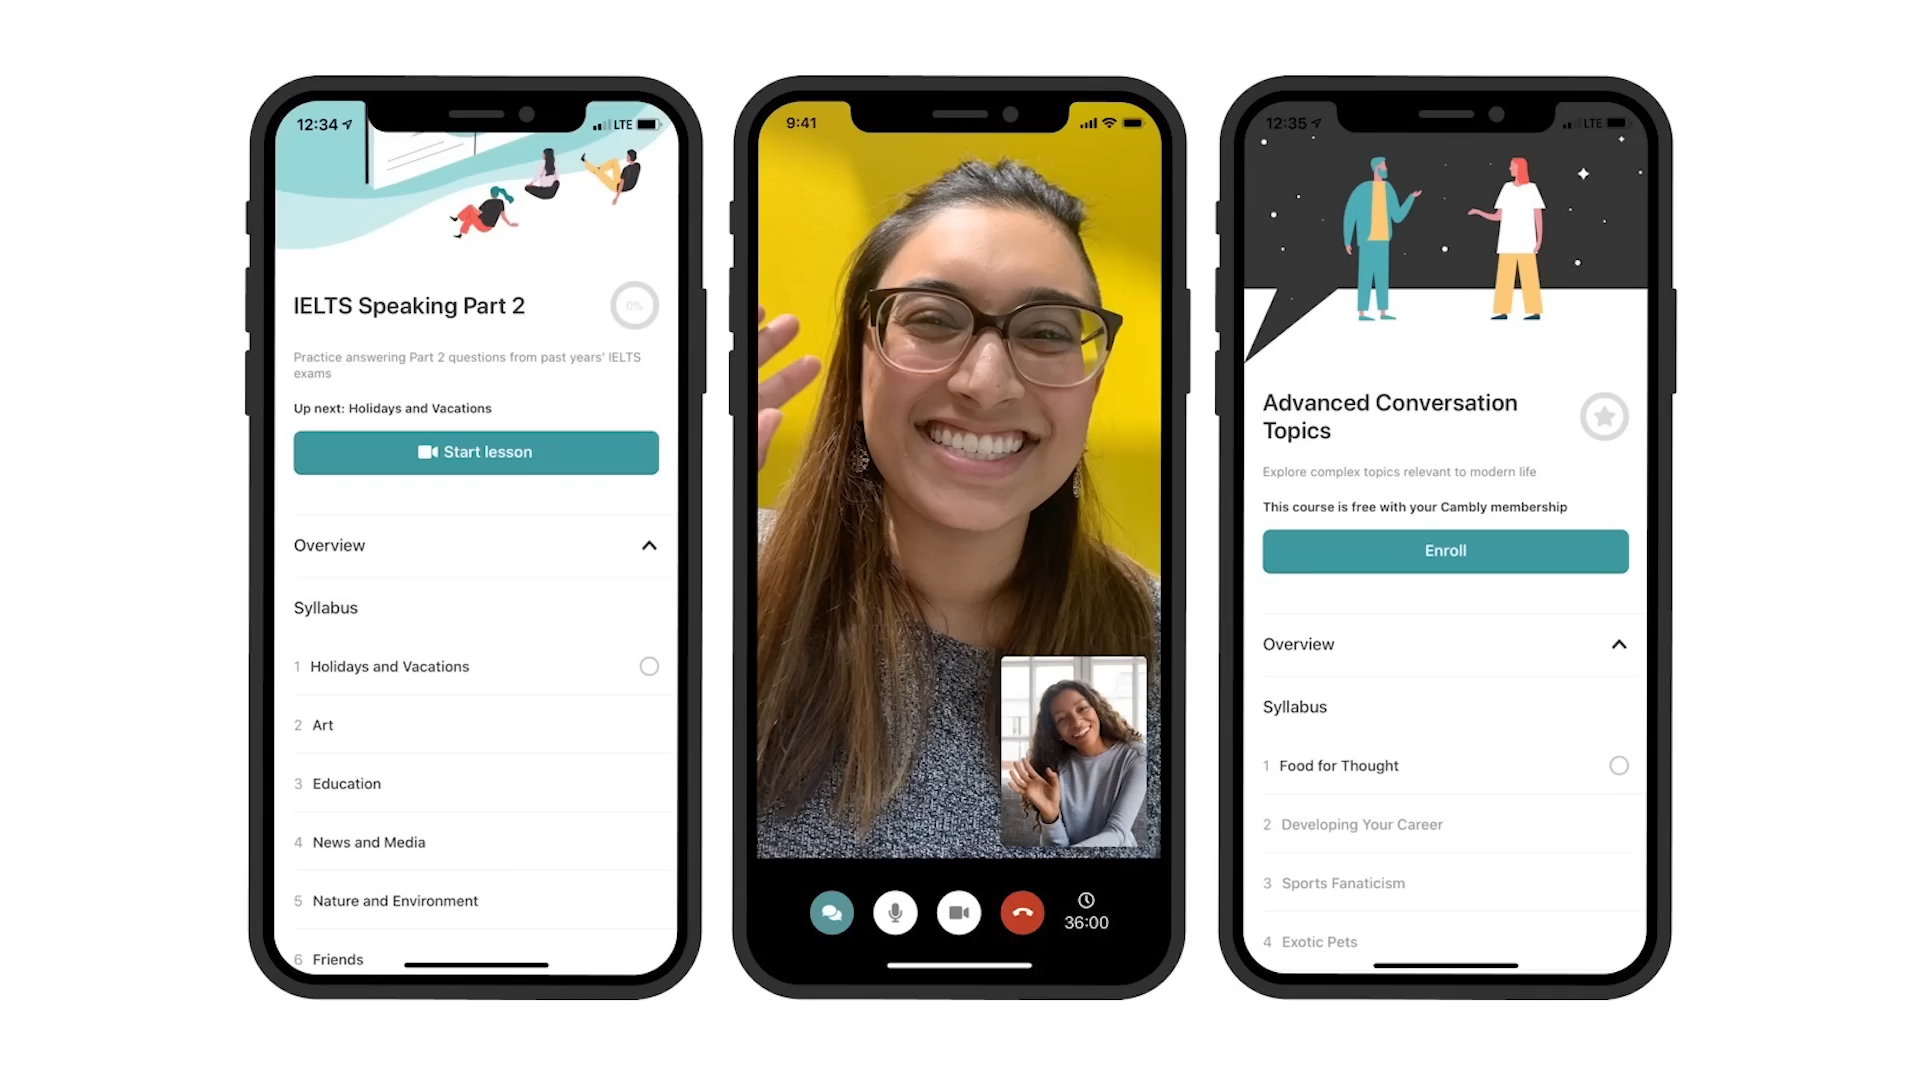 12:34
LTE
IELTS Speaking Part 2
0%
Practice answering Part 2 questions from past years' IELTS
exams
Up next: Holidays and Vacations
Start lesson
Overview
Syllabus
1 Holidays and Vacations
2 Art
3 Education
4 News and Media
5 Nature and Environment
6 Friends
9:41
36:00
12:35
LTE
Advanced Conversation
Topics
Explore complex topics relevant to modern life
This course is free with your Cambly membership
Enroll
Overview
Syllabus
1 Food for Thought
2 Developing Your Career
3 Sports Fanaticism
4 Exotic Pets